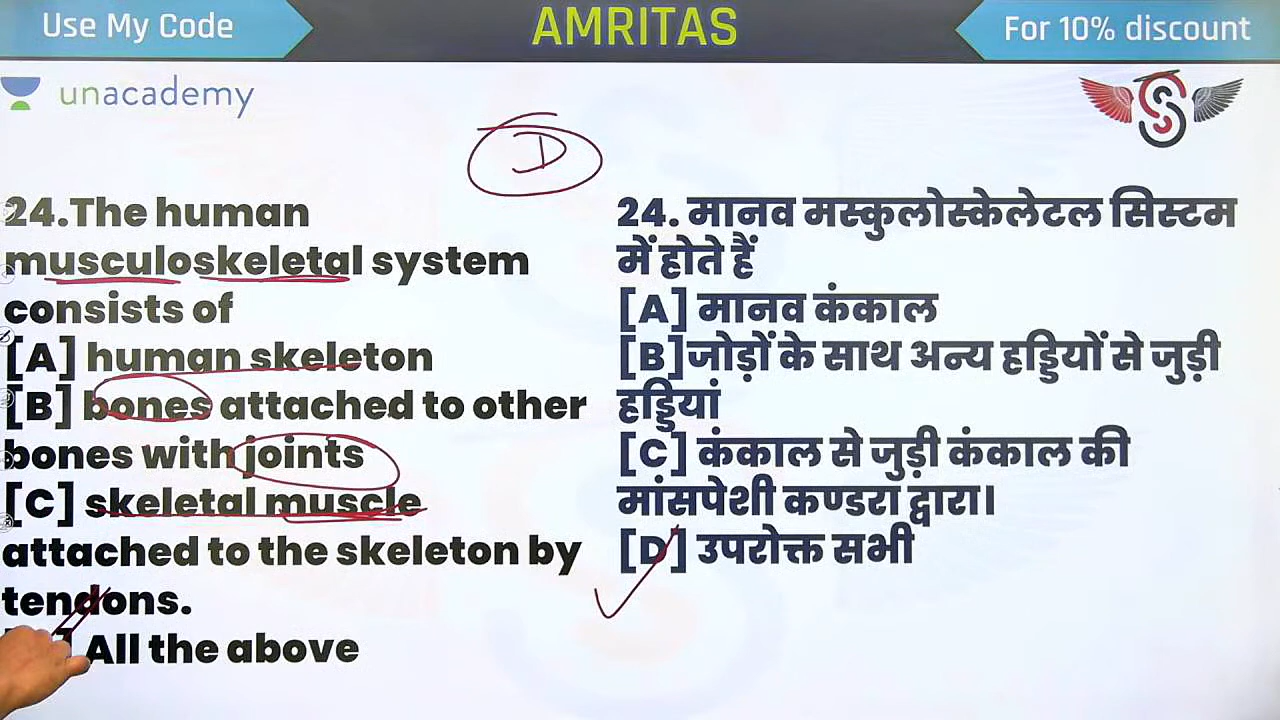 Use My Code
AMRITAS
For 10% discount
unacademy
D
24.The human
musculoskeletal system
consists of
[A] human skeleton
[B] bones attached to other
bones with joints
[C] skeletal muscle
attached to the skeleton by
tendons.
] All the above
24. मानव मस्कुलोस्केलेटल सिस्टम
में होते हैं
[A] मानव कंकाल
[B]जोड़ों के साथ अन्य हड्डियों से जुड़ी
हड्डियां
[C] कंकाल से जुड़ी कंकाल की
मांसपेशी कण्डरा द्वारा।
[D] उपरोक्त सभी